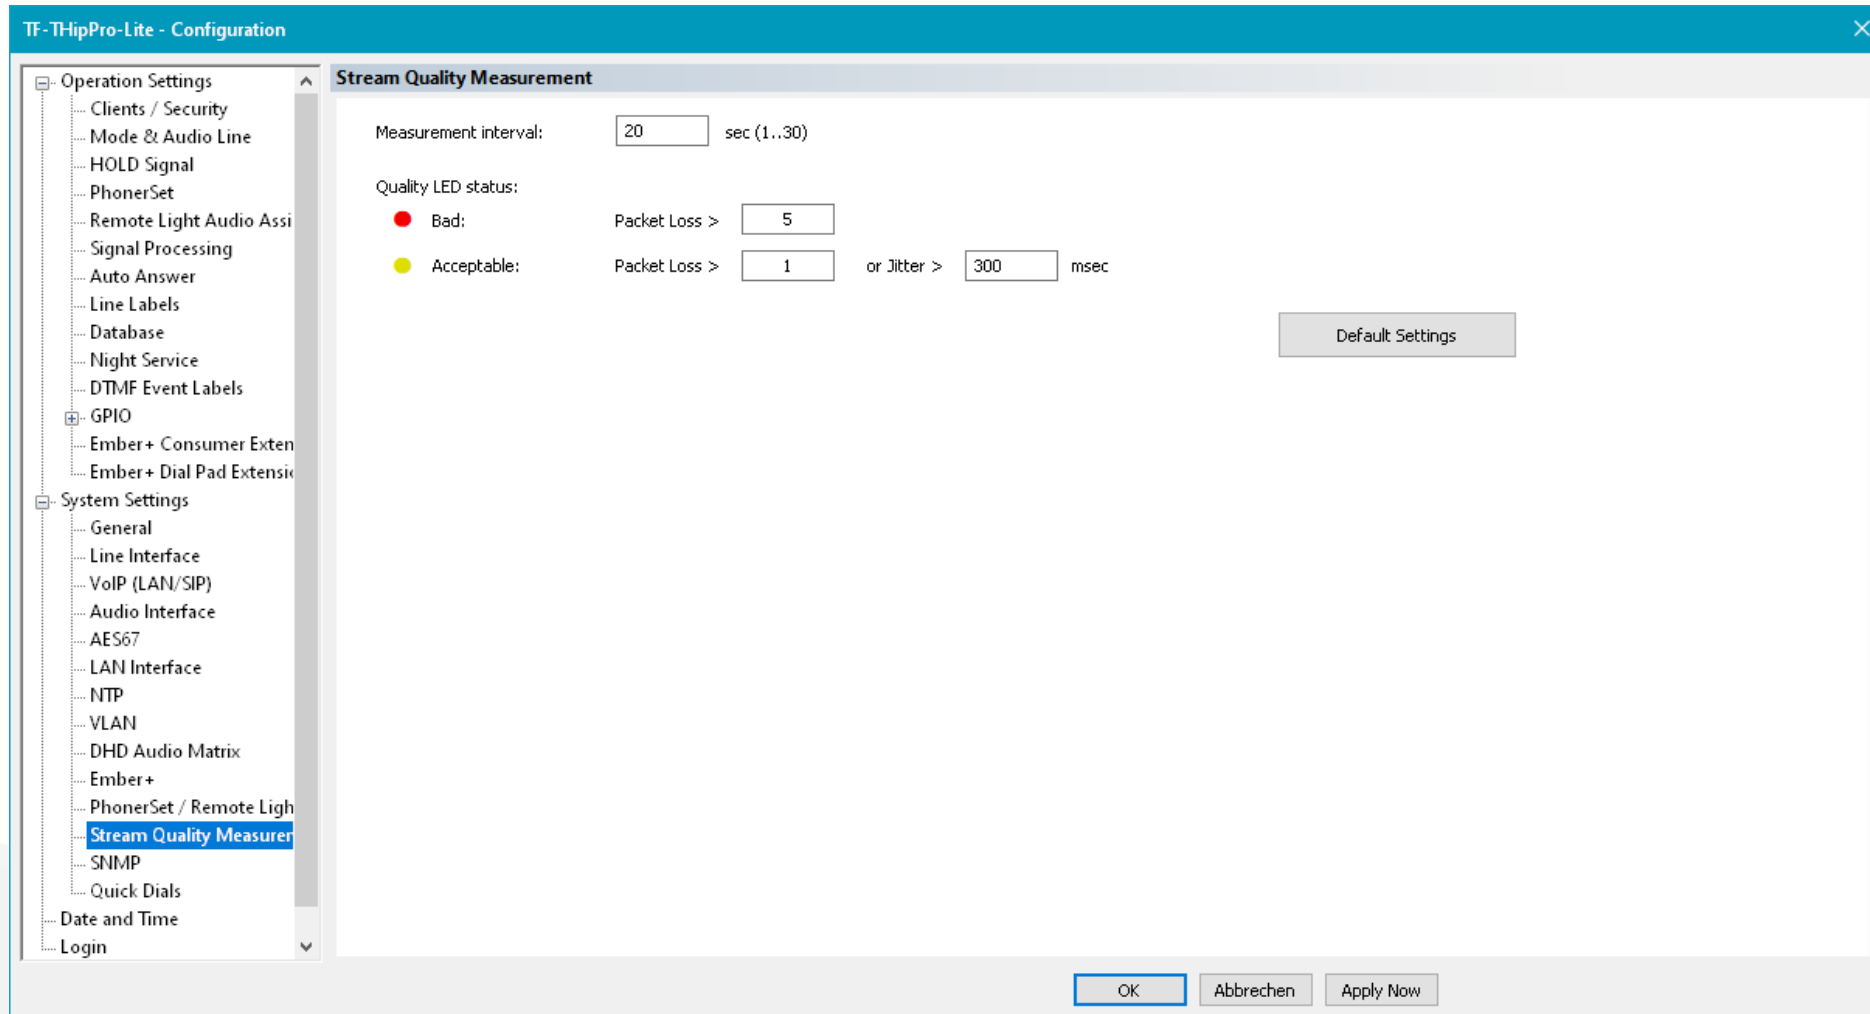 TF-THipPro-Lite - Configuration
Operation Settings
Clients / Security
Mode & Audio Line
HOLD Signal
PhonerSet
Remote Light Audio Assi
Signal Processing
Auto Answer
Line Labels
Database
Night Service
DTMF Event Labels
GPIO
Ember+ Consumer Exten
Ember+ Dial Pad Extensi
System Settings
General
Line Interface
VoIP (LAN/SIP)
Audio Interface
AES67
LAN Interface
NTP
VLAN
DHD Audio Matrix
Ember+
PhonerSet / Remote Ligh
Stream Quality Measurem
SNMP
Quick Dials
Date and Time
Login
Stream Quality Measurement
Measurement interval: 20 sec (1..30)
Quality LED status:
Bad: Packet Loss > 5
Acceptable: Packet Loss > 1 or Jitter > 300 msec
Default Settings
OK Abbrechen Apply Now